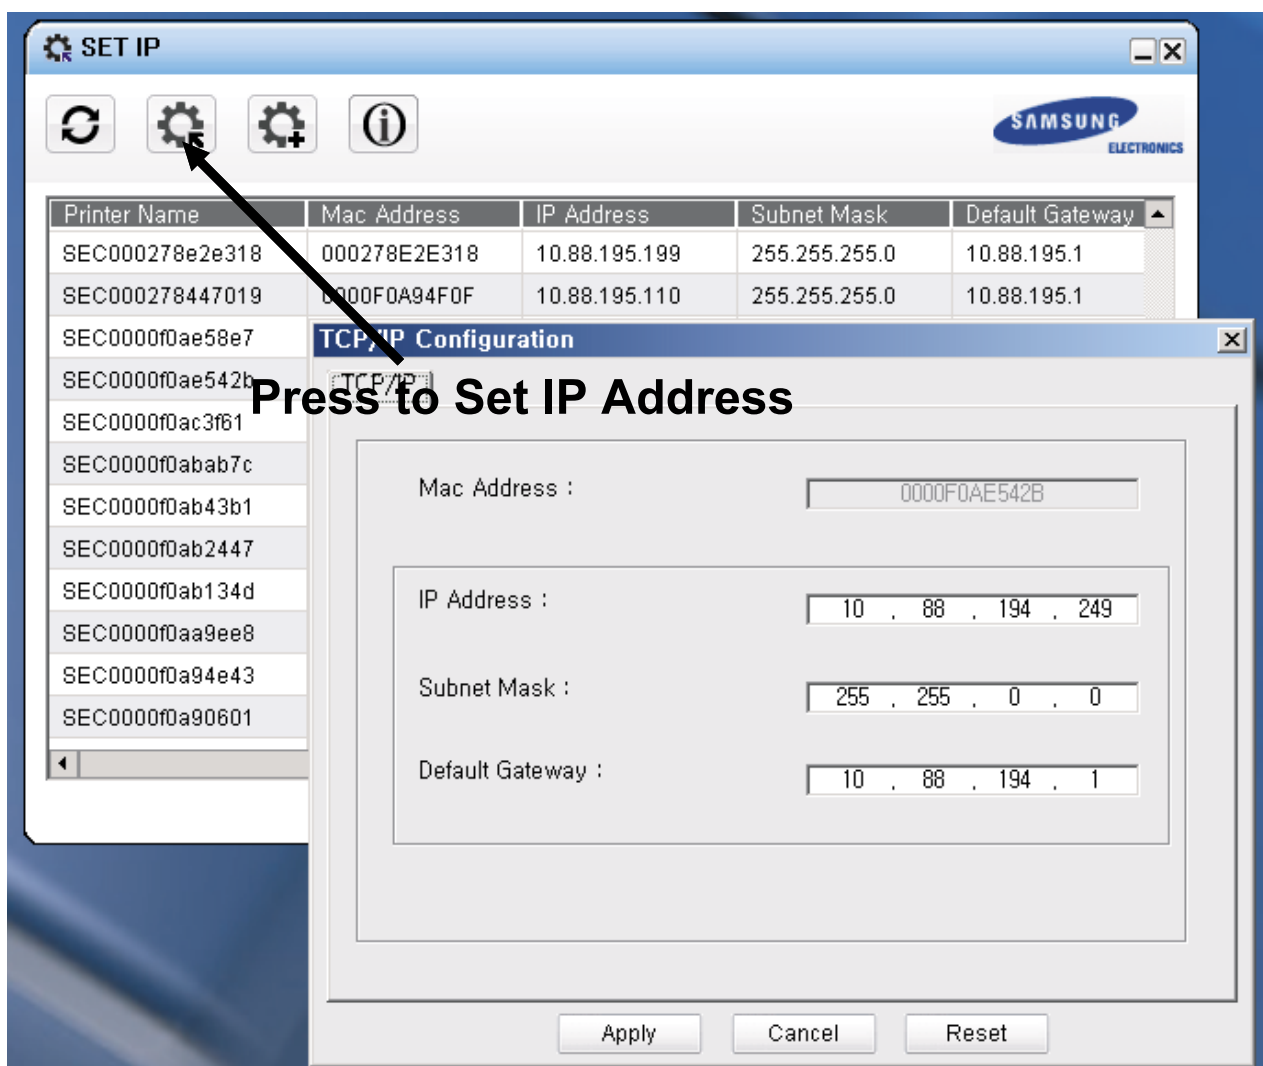 SET IP
SAMSUNG
ELECTRONICS
Printer Name Mac Address IP Address Subnet Mask Default Gateway
SEC000278e2e318 000278E2E318 10.88.195.199 255.255.255.0 10.88.195.1
SEC000278447019 0000F0A94F0F 10.88.195.110 255.255.255.0 10.88.195.1
SEC0000f0ae58e7
SEC0000f0ae542b
SEC0000f0ac3f61
SEC0000f0abab7c
SEC0000f0ab43b1
SEC0000f0ab2447
SEC0000f0ab134d
SEC0000f0aa9ee8
SEC0000f0a94e43
SEC0000f0a90601
TCP/IP Configuration
TCP/IP
Press to Set IP Address
Mac Address : 0000F0AE542B
IP Address : 10 . 88 . 194 . 249
Subnet Mask : 255 . 255 . 0 . 0
Default Gateway : 10 . 88 . 194 . 1
Apply Cancel Reset